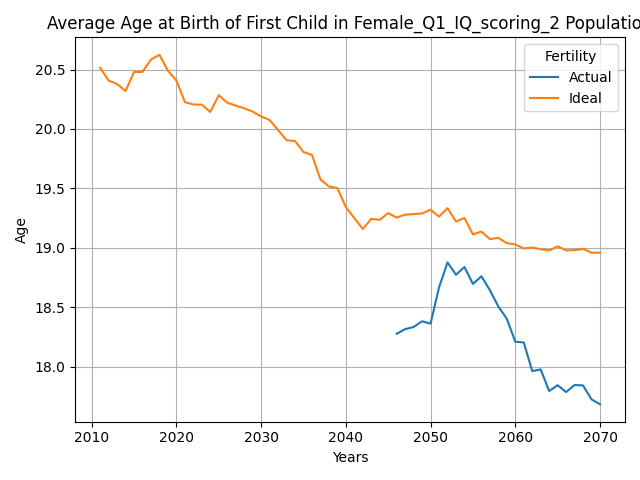 Average Age at Birth of First Child in Female_Q1_IQ_scoring_2 Populatio
Fertility
Actual
Ideal
20.5
20.0
19.5
19.0
18.5
18.0
Age
2010 2020 2030 2040 2050 2060 2070
Years